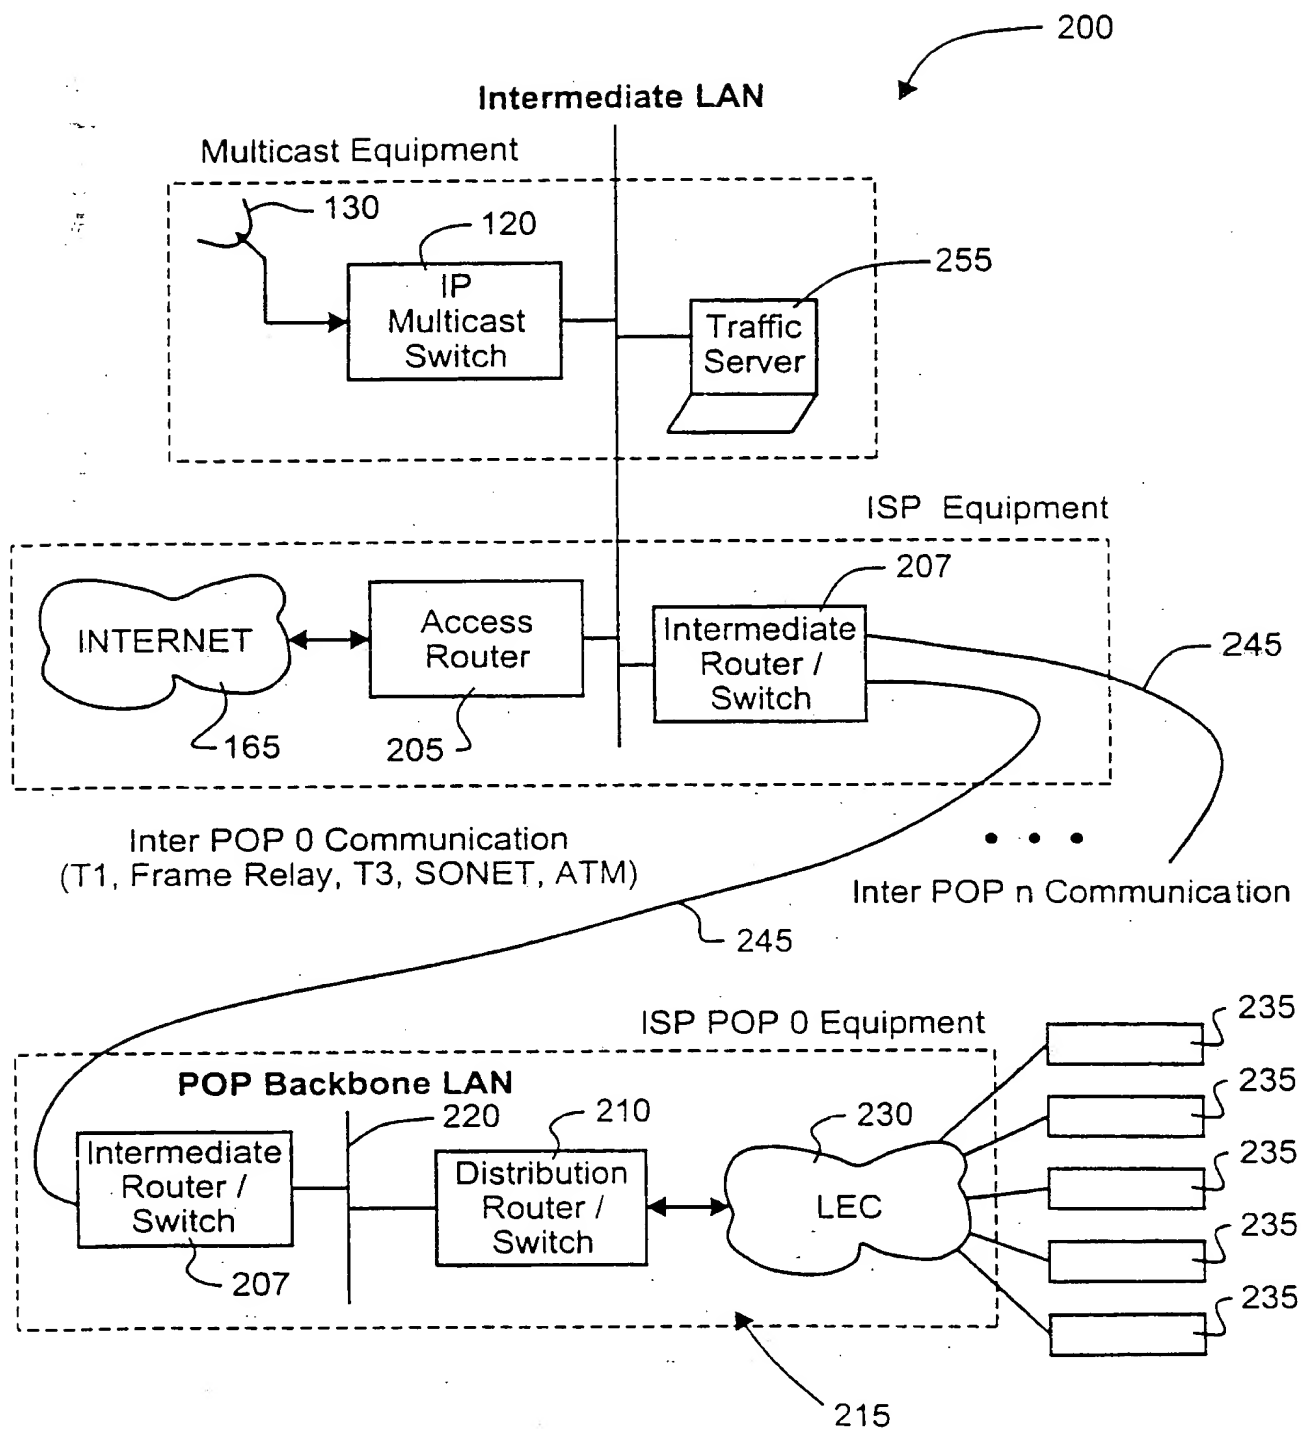 200
Intermediate LAN
Multicast Equipment
130
120
IP
Multicast
Switch
255
Traffic
Server
ISP Equipment
207
INTERNET
Access
Router
Intermediate
Router /
Switch
245
165
205
Inter POP 0 Communication
(T1, Frame Relay, T3, SONET, ATM)
Inter POP n Communication
245
ISP POP 0 Equipment
235
POP Backbone LAN
235
220
210
230
Intermediate
Router /
Switch
Distribution
Router /
Switch
LEC
235
235
207
235
215